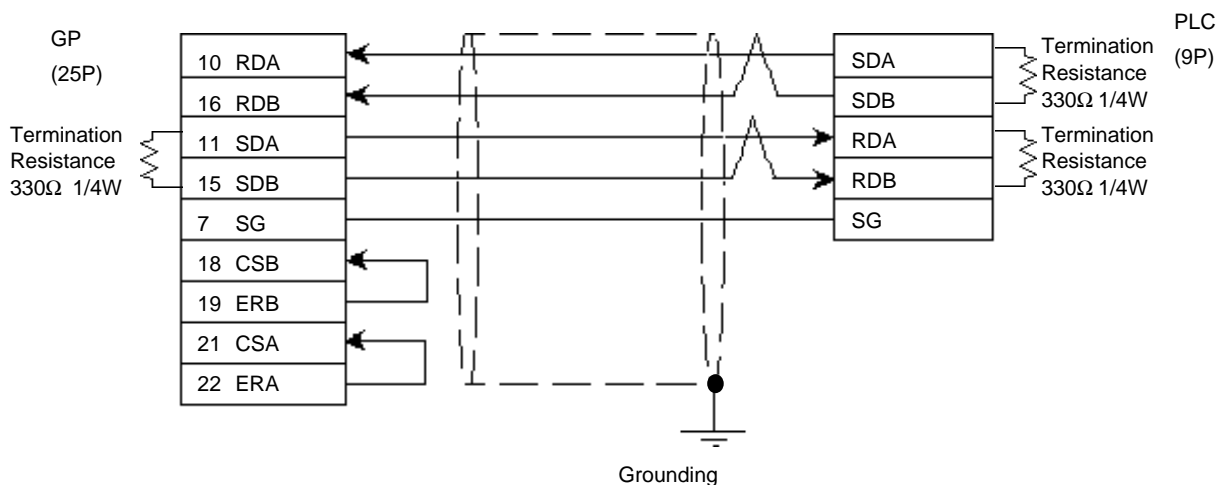 GP
(25P)
10 RDA
16 RDB
11 SDA
15 SDB
7 SG
18 CSB
19 ERB
21 CSA
22 ERA
Termination
Resistance
330Ω 1/4W
PLC
(9P)
SDA
SDB
RDA
RDB
SG
Termination
Resistance
330Ω 1/4W
Termination
Resistance
330Ω 1/4W
Grounding